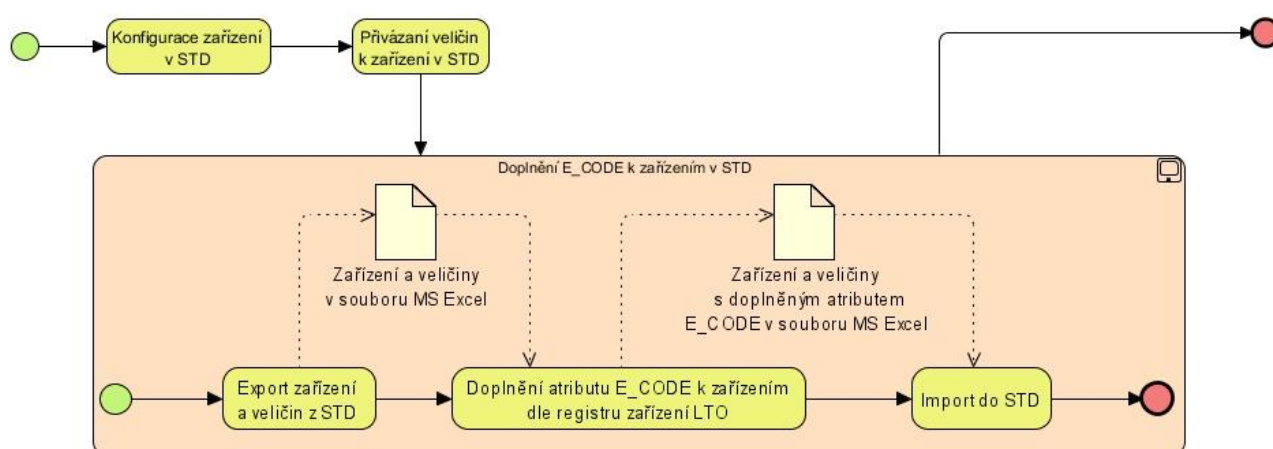 Konfigurace zařízení
v STD
Přivázaní veličin
k zařízení v STD
Doplnění E_CODE k zařízením v STD
Zařízení a veličiny
v souboru MS Excel
Zařízení a veličiny
s doplněným atributem
E_CODE v souboru MS Excel
Export zařízení
a veličin z STD
Doplnění atributu E_CODE k zařízením
dle registru zařízení LTO
Import do STD